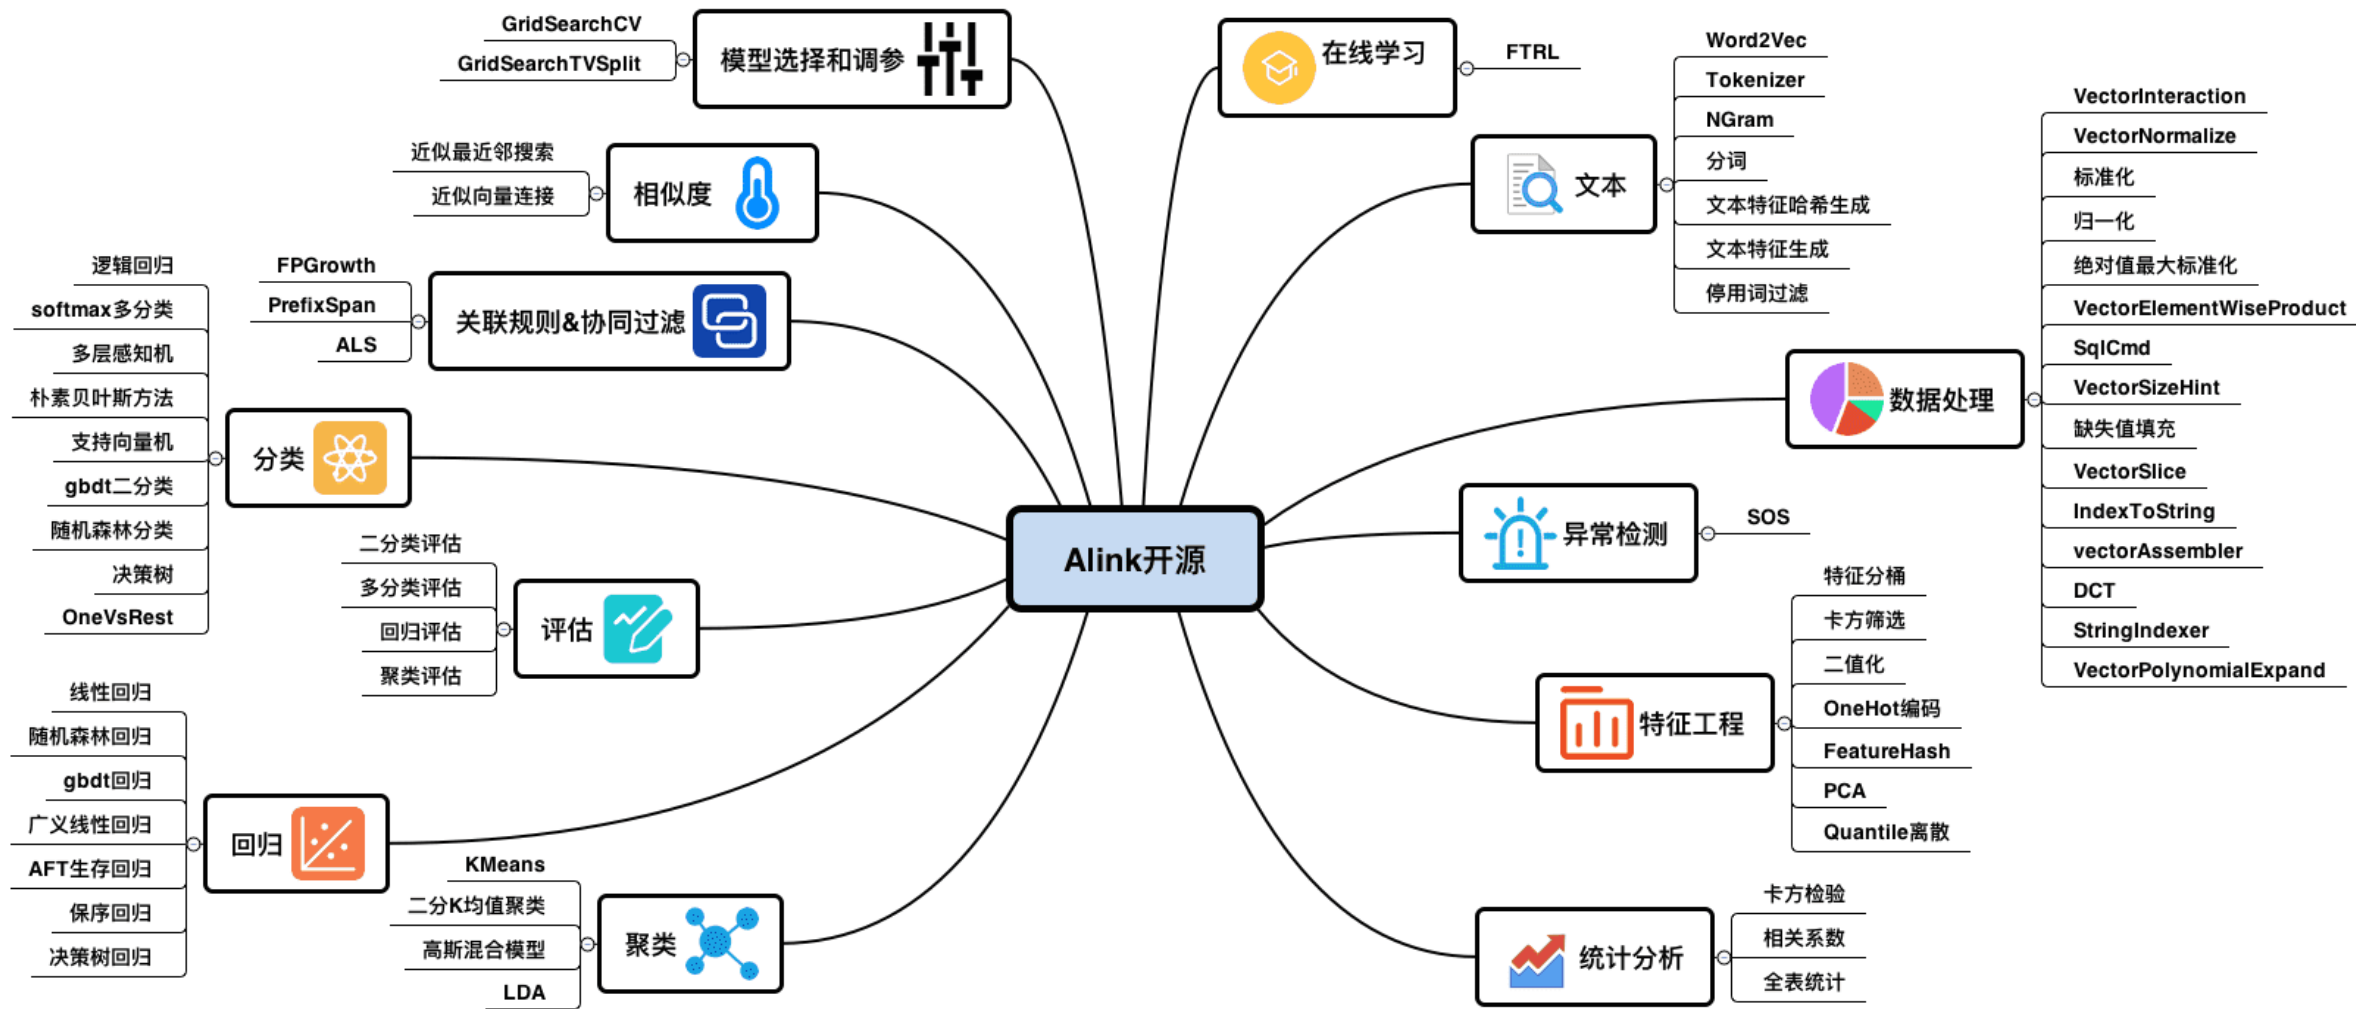 Alink开源
模型选择和调参
GridSearchCV
GridSearchTVSplit
相似度
近似最近邻搜索
近似向量连接
关联规则&协同过滤
FPGrowth
PrefixSpan
ALS
分类
逻辑回归
softmax多分类
多层感知机
朴素贝叶斯方法
支持向量机
gbdt二分类
随机森林分类
决策树
OneVsRest
评估
二分类评估
多分类评估
回归评估
聚类评估
回归
线性回归
随机森林回归
gbdt回归
广义线性回归
AFT生存回归
保序回归
决策树回归
聚类
KMeans
二分K均值聚类
高斯混合模型
LDA
在线学习
FTRL
文本
Word2Vec
Tokenizer
NGram
分词
文本特征哈希生成
文本特征生成
停用词过滤
数据处理
VectorInteraction
VectorNormalize
标准化
归一化
绝对值最大标准化
VectorElementWiseProduct
SqlCmd
VectorSizeHint
缺失值填充
VectorSlice
IndexToString
vectorAssembler
DCT
StringIndexer
VectorPolynomialExpand
异常检测
SOS
特征工程
特征分桶
卡方筛选
二值化
OneHot编码
FeatureHash
PCA
Quantile离散
统计分析
卡方检验
相关系数
全表统计